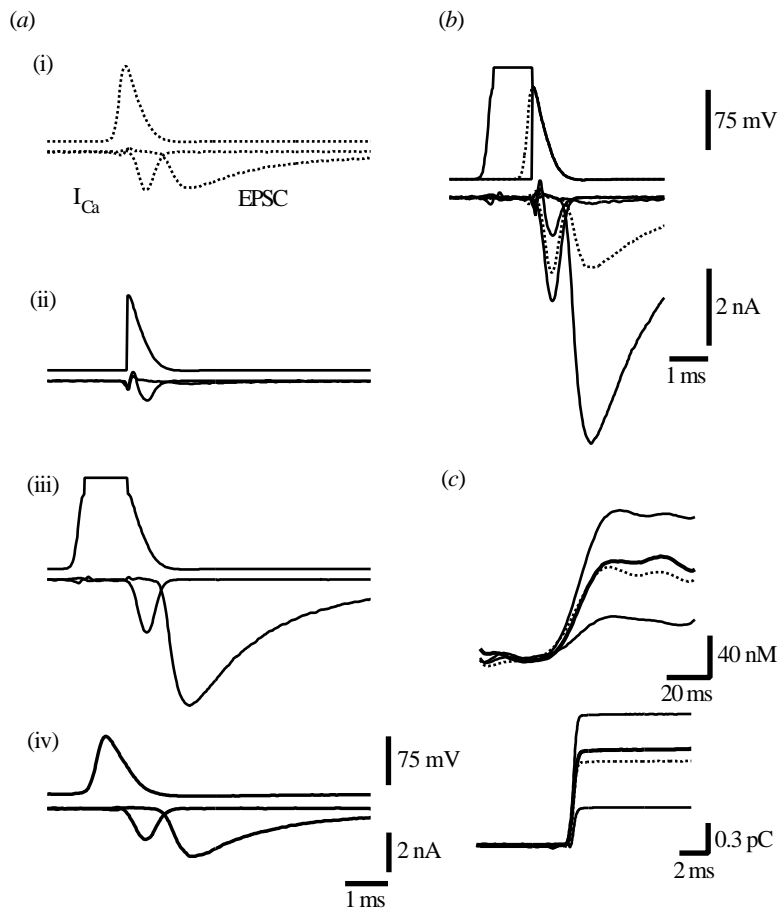 (a)
(i)
I Ca
EPSC
(ii)
(iii)
(iv)
75 mV
2 nA
1 ms
(b)
75 mV
2 nA
1 ms
(c)
40 nM
20 ms
0.3 pC
2 ms